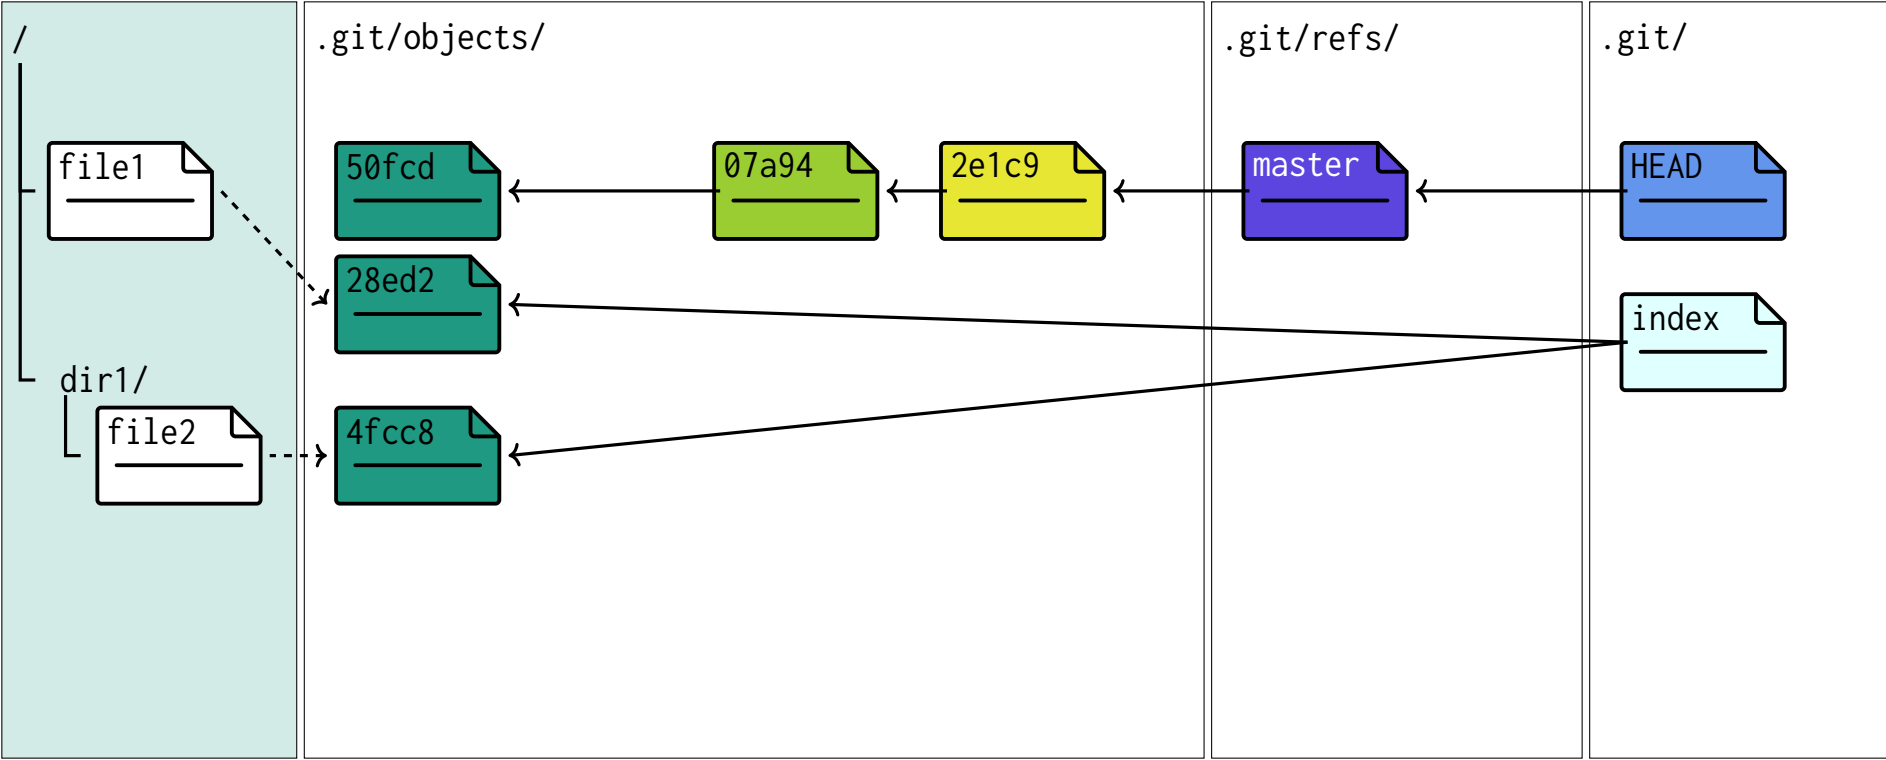 /
.git/objects/
.git/refs/
.git/
file1
50fcd
07a94
2e1c9
master
HEAD
28ed2
index
dir1/
file2
4fcc8